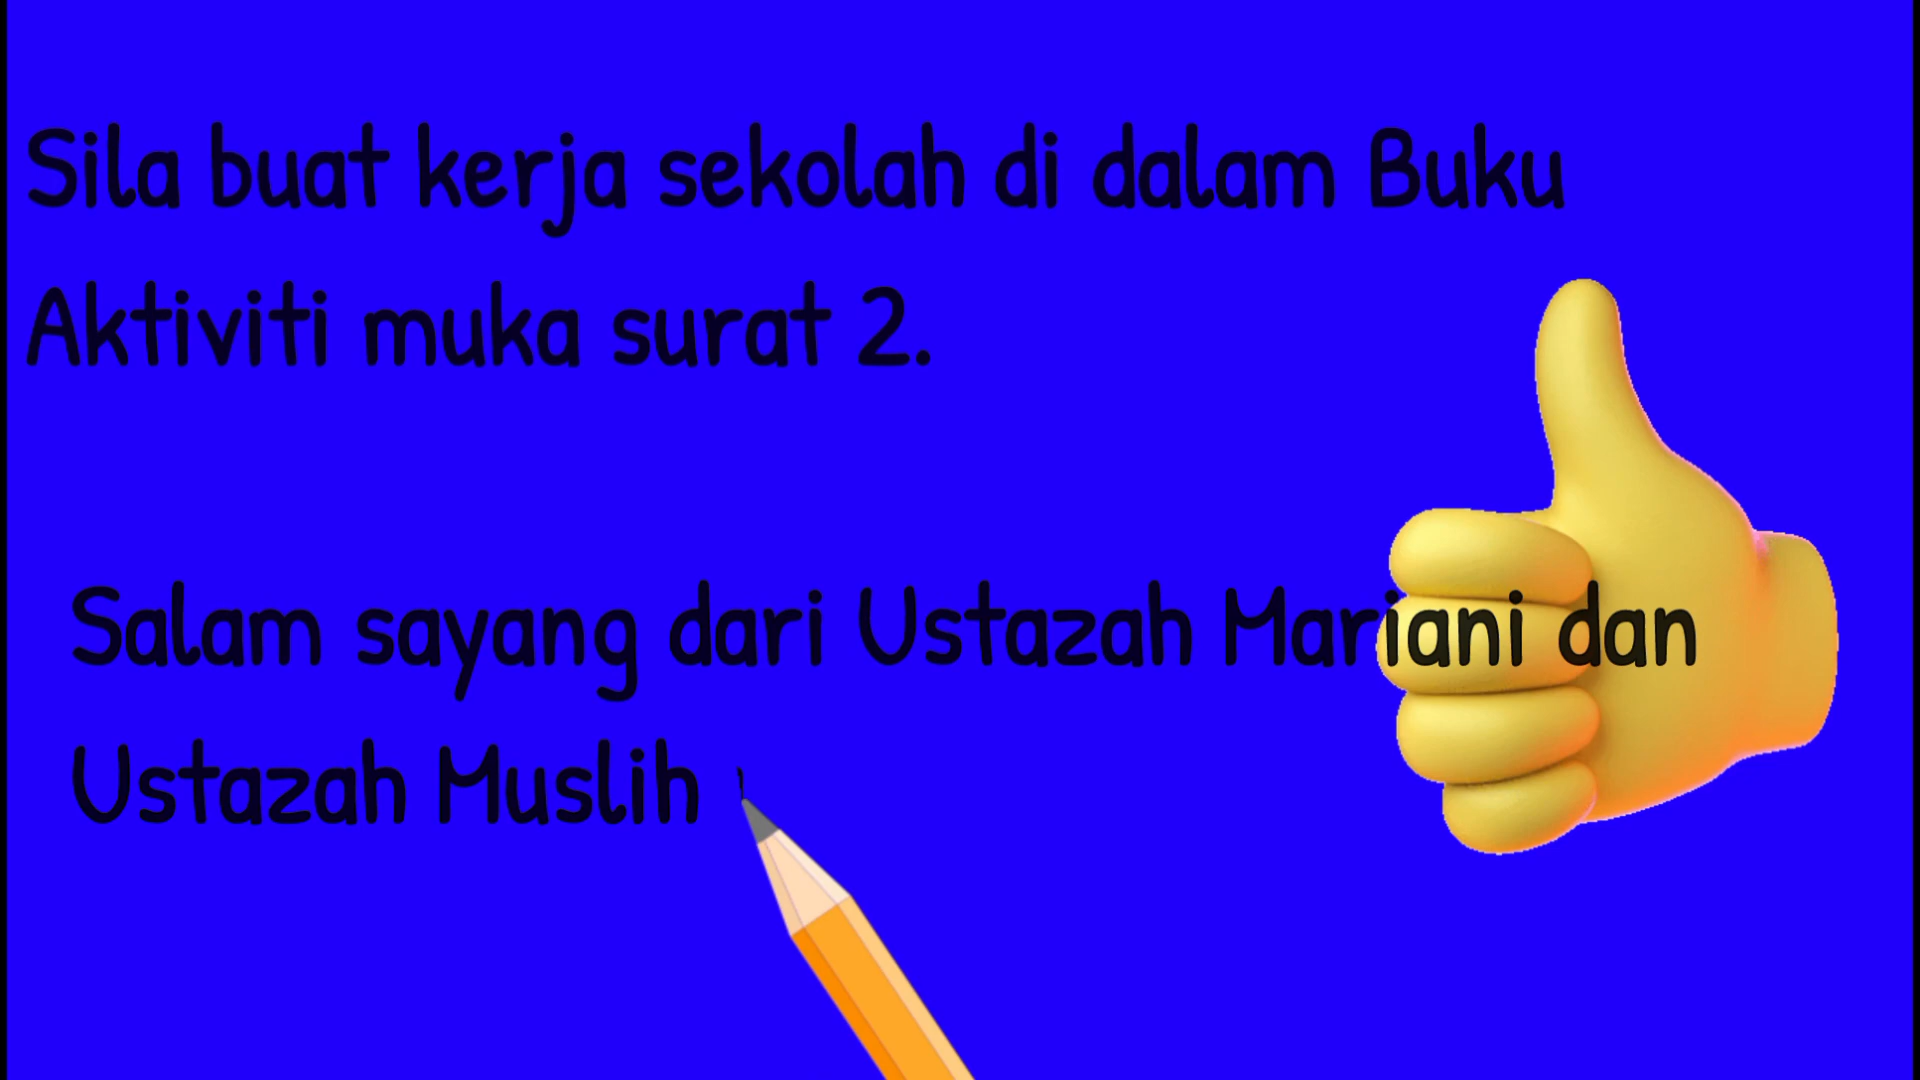 Sila buat kerja sekolah di dalam Buku
Aktiviti muka surat 2.
Salam sayang dari Ustazah Mariani dan
Ustazah Muslih